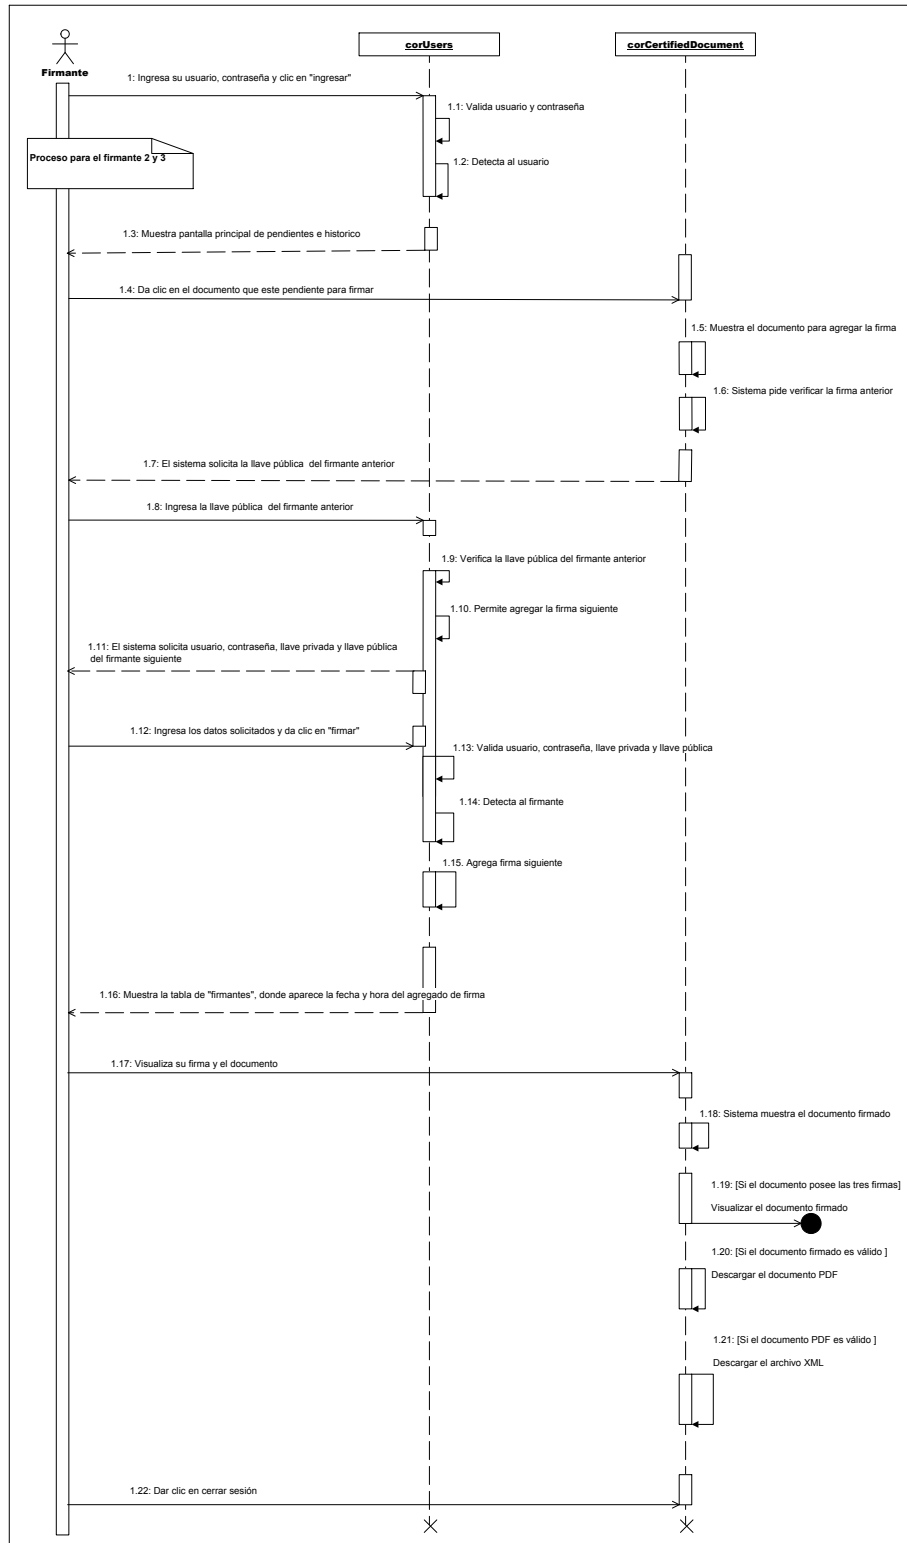 corUsers
corCertifiedDocument
Firmante
1: Ingresa su usuario, contraseña y clic en "ingresar"
1.1: Valida usuario y contraseña
Proceso para el firmante 2 y 3
1.2: Detecta al usuario
1.3: Muestra pantalla principal de pendientes e historico
1.4: Da clic en el documento que este pendiente para firmar
1.5: Muestra el documento para agregar la firma
1.6: Sistema pide verificar la firma anterior
1.7: El sistema solicita la llave pública  del firmante anterior
1.8: Ingresa la llave pública  del firmante anterior
1.9: Verifica la llave pública del firmante anterior
1.10. Permite agregar la firma siguiente
1.11: El sistema solicita usuario, contraseña, llave privada y llave pública
del firmante siguiente
1.12: Ingresa los datos solicitados y da clic en "firmar"
1.13: Valida usuario, contraseña, llave privada y llave pública
1.14: Detecta al firmante
1.15. Agrega firma siguiente
1.16: Muestra la tabla de "firmantes", donde aparece la fecha y hora del agregado de firma
1.17: Visualiza su firma y el documento
1.18: Sistema muestra el documento firmado
1.19: [Si el documento posee las tres firmas]
Visualizar el documento firmado
1.20: [Si el documento firmado es válido ]
Descargar el documento PDF
1.21: [Si el documento PDF es válido ]
Descargar el archivo XML
1.22: Dar clic en cerrar sesión